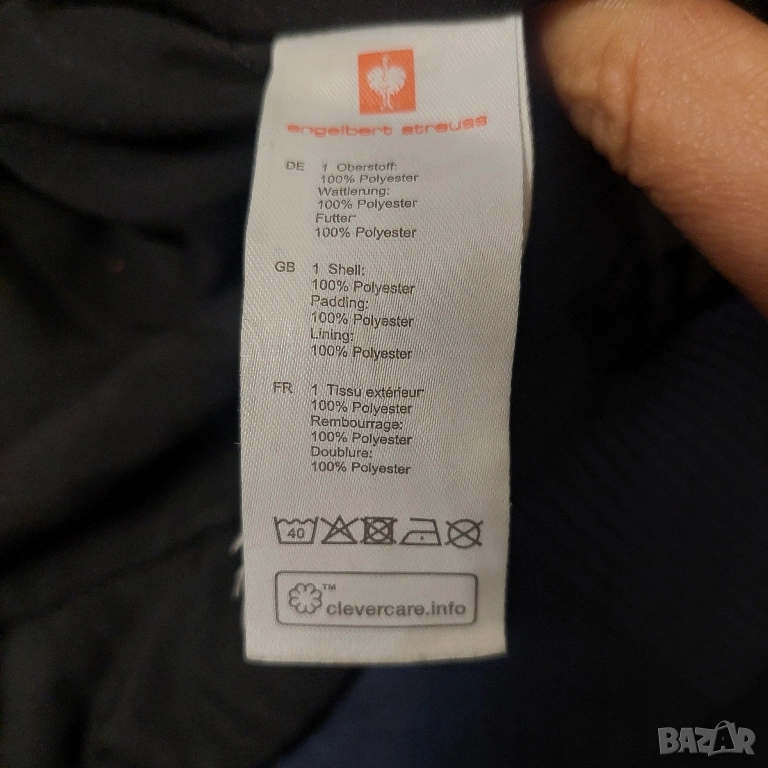 engelbert strauss
DE 1 Oberstoff:
100% Polyester
Wattierung:
100% Polyester
Futter:
100% Polyester
GB 1 Shell:
100% Polyester
Padding:
100% Polyester
Lining:
100% Polyester
FR 1 Tissu extérieur
100% Polyester
Rembourrage:
100% Polyester
Doublure:
100% Polyester
40
™ clevercare.info
BAZAR